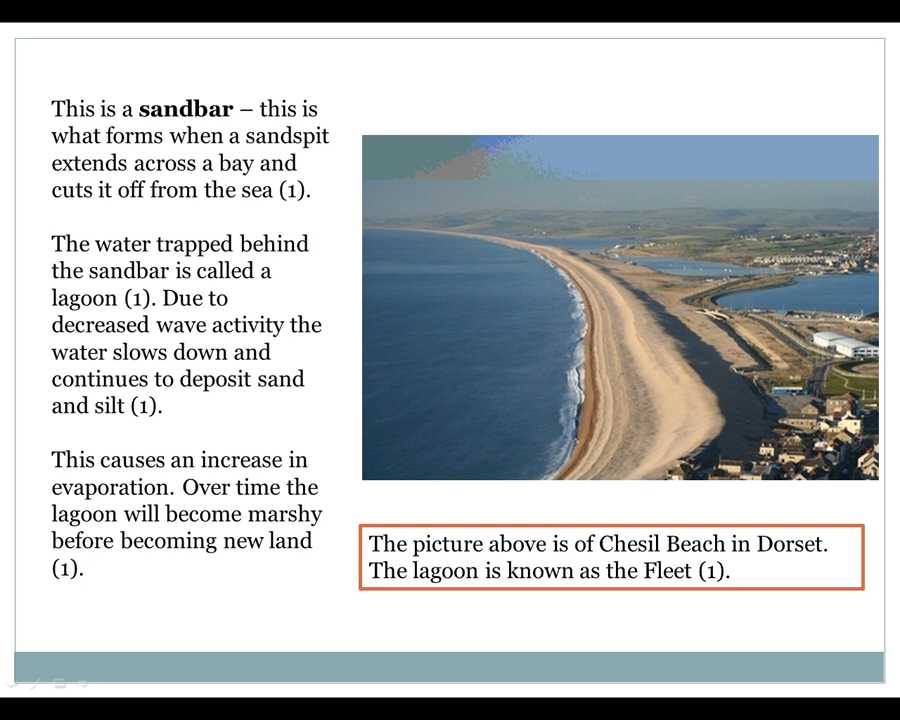 This is a sandbar – this is
what forms when a sandspit
extends across a bay and
cuts it off from the sea (1).
The water trapped behind
the sandbar is called a
lagoon (1). Due to
decreased wave activity the
water slows down and
continues to deposit sand
and silt (1).
This causes an increase in
evaporation. Over time the
lagoon will become marshy
before becoming new land
(1).
The picture above is of Chesil Beach in Dorset.
The lagoon is known as the Fleet (1).